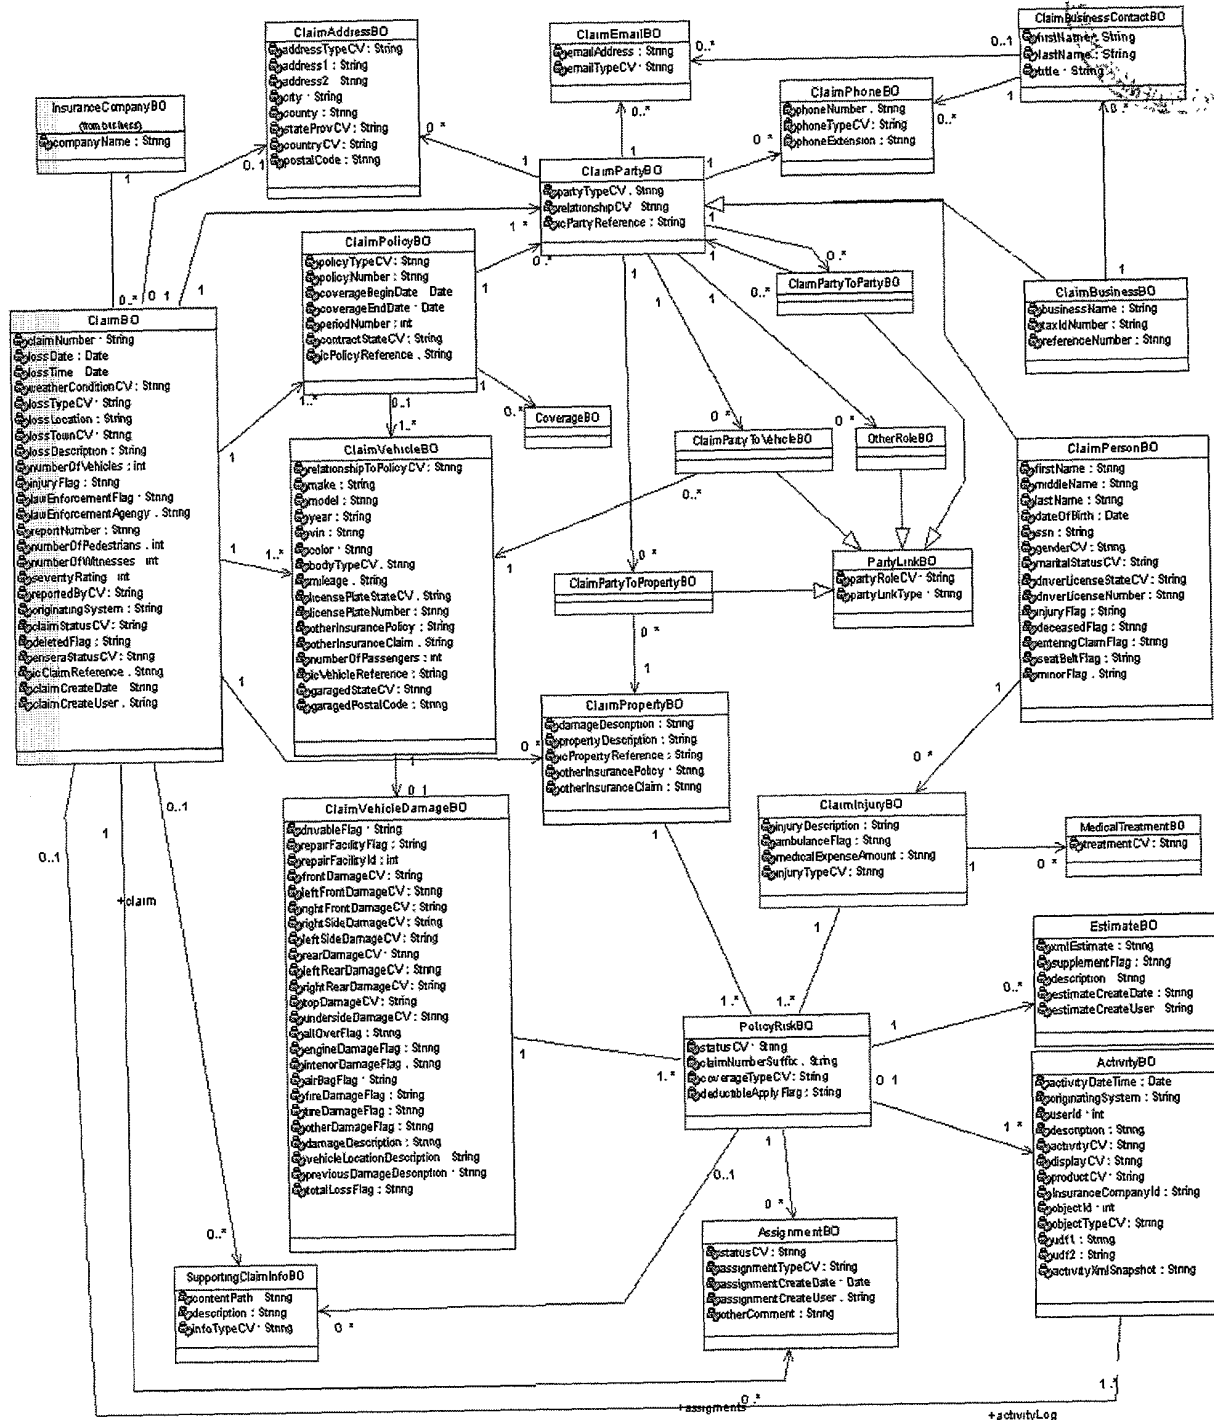 ClaimAddressBO
addressTypeCV : String
address1 : String
address2 String
city : String
county : String
stateProvCV : String
countryCV : String
postalCode : String
ClaimEmailBO
emailAddress : String
emailTypeCV : String
ClaimBusinessContactBO
firstName : String
lastName : String
title : String
InsuranceCompanyBO
(from business)
companyName : String
ClaimPhoneBO
phoneNumber : String
phoneTypeCV : String
phoneExtension : String
ClaimPartyBO
partyTypeCV : String
relationshipCV String
icPartyReference : String
ClaimPolicyBO
policyTypeCV : String
policyNumber : String
coverageBeginDate Date
coverageEndDate : Date
periodNumber : int
contractStateCV : String
icPolicyReference : String
ClaimPartyToPartyBO
ClaimBusinessBO
businessName : String
taxIdNumber : String
referenceNumber : String
ClaimBO
claimNumber : String
lossDate : Date
lossTime Date
weatherConditionCV : String
lossTypeCV : String
lossLocation : String
lossTownCV : String
lossDescription : String
numberOfVehicles : int
injuryFlag : String
lawEnforcementFlag : String
lawEnforcementAgengy : String
reportNumber : String
numberOfPedestrians : int
numberOfWitnesses int
severityRating int
reportedByCV : String
originatingSystem : String
claimStatusCV : String
deletedFlag : String
enseraStatusCV : String
icClaimReference : String
claimCreateDate String
claimCreateUser : String
CoverageBO
ClaimVehicleBO
relationshipToPolicyCV : String
make : String
model : String
year : String
vin : String
color : String
bodyTypeCV : String
mileage : String
licensePlateStateCV : String
licensePlateNumber : String
otherInsurancePolicy : String
otherInsuranceClaim : String
numberOfPassengers : int
icVehicleReference : String
garagedStateCV : String
garagedPostalCode : String
ClaimPartyToVehicleBO
OtherRoleBO
ClaimPersonBO
firstName : String
middleName : String
lastName : String
dateOfBirth : Date
ssn : String
genderCV : String
maritalStatusCV : String
driverLicenseStateCV : String
driverLicenseNumber : String
injuryFlag : String
deceasedFlag : String
enteringClaimFlag : String
seatBeltFlag : String
minorFlag : String
PartyLinkBO
partyRoleCV : String
partyLinkType : String
ClaimPartyToPropertyBO
ClaimPropertyBO
damageDescription : String
propertyDescription : String
icPropertyReference : String
otherInsurancePolicy : String
otherInsuranceClaim : String
ClaimVehicleDamageBO
drivableFlag : String
repairFacilityFlag : String
repairFacilityId : int
frontDamageCV : String
leftFrontDamageCV : String
rightFrontDamageCV : String
rightSideDamageCV : String
leftSideDamageCV : String
rearDamageCV : String
leftRearDamageCV : String
rightRearDamageCV : String
topDamageCV : String
undersideDamageCV : String
allOverFlag : String
engineDamageFlag : String
interiorDamageFlag : String
airBagFlag : String
fireDamageFlag : String
tireDamageFlag : String
otherDamageFlag : String
damageDescription : String
vehicleLocationDescription String
previousDamageDescription : String
totalLossFlag : String
ClaimInjuryBO
injuryDescription : String
ambulanceFlag : String
medicalExpenseAmount : String
injuryTypeCV : String
MedicalTreatmentBO
treatmentCV : String
+claim
EstimateBO
xmlEstimate : String
supplementFlag : String
description String
estimateCreateDate : String
estimateCreateUser String
PolicyRiskBO
statusCV : String
claimNumberSuffix : String
coverageTypeCV : String
deductableApplyFlag : String
ActivityBO
activityDateTime : Date
originatingSystem : String
userId : int
description : String
activityCV : String
displayCV : String
productCV : String
InsuranceCompanyId : String
objectId : int
objectTypeCV : String
udf1 : String
udf2 : String
activityXmlSnapshot : String
AssignmentBO
statusCV : String
assignmentTypeCV : String
assignmentCreateDate : Date
assignmentCreateUser : String
otherComment : String
SupportingClaimInfoBO
contentPath String
description : String
infoTypeCV : String
+assigments
0..*
1..*
+activityLog